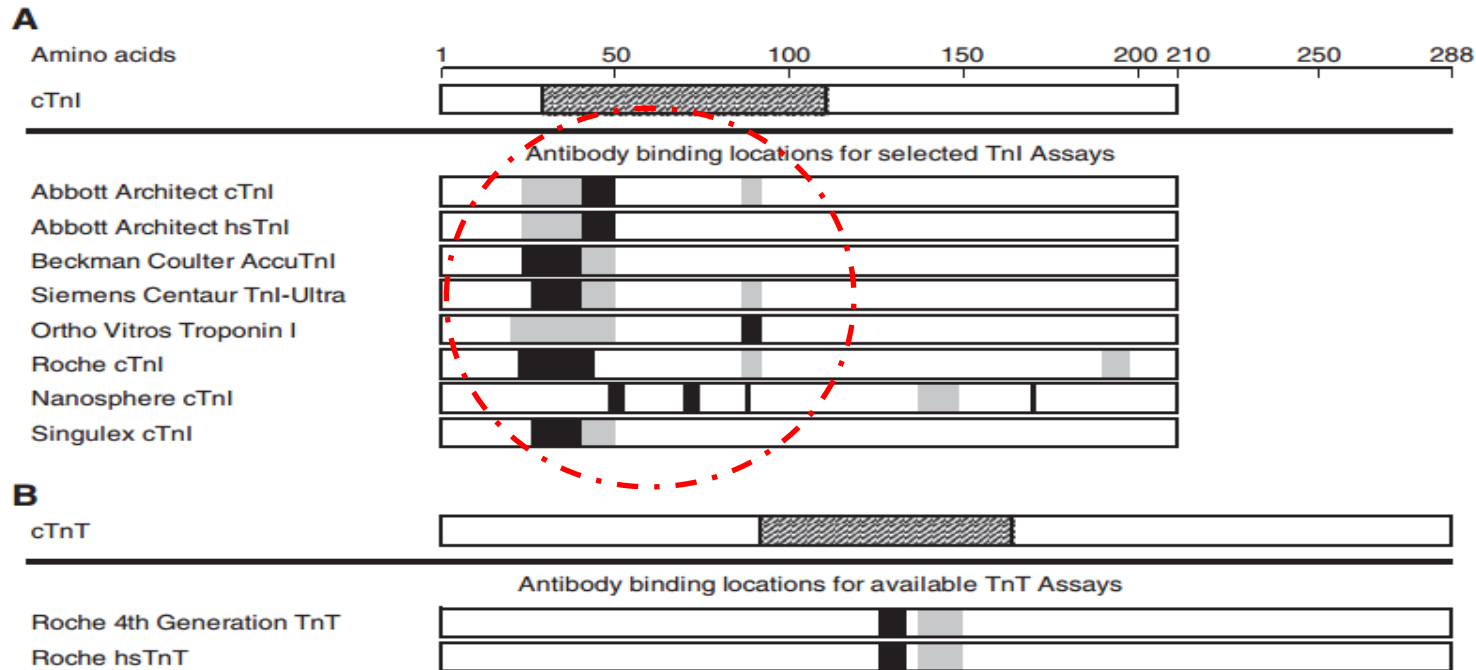 A
Amino acids 1 50 100 150 200 210 250 288
cTnI
Antibody binding locations for selected TnI Assays
Abbott Architect cTnI
Abbott Architect hsTnI
Beckman Coulter AccuTnI
Siemens Centaur TnI-Ultra
Ortho Vitros Troponin I
Roche cTnI
Nanosphere cTnI
Singulex cTnI
B
cTnT
Antibody binding locations for available TnT Assays
Roche 4th Generation TnT
Roche hsTnT